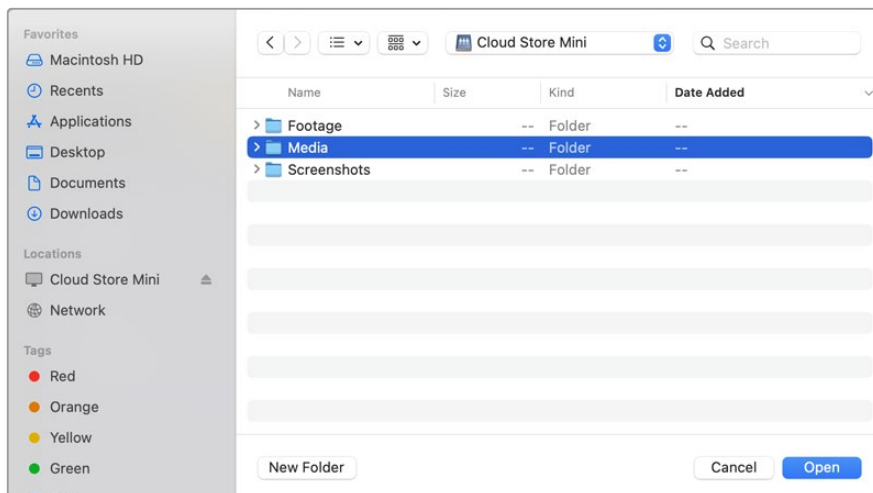 Favorites
Macintosh HD
Recents
Applications
Desktop
Documents
Downloads
Locations
Cloud Store Mini
Network
Tags
Red
Orange
Yellow
Green
Cloud Store Mini
Search
Name Size Kind Date Added
Footage -- Folder --
Media -- Folder --
Screenshots -- Folder --
New Folder Cancel Open